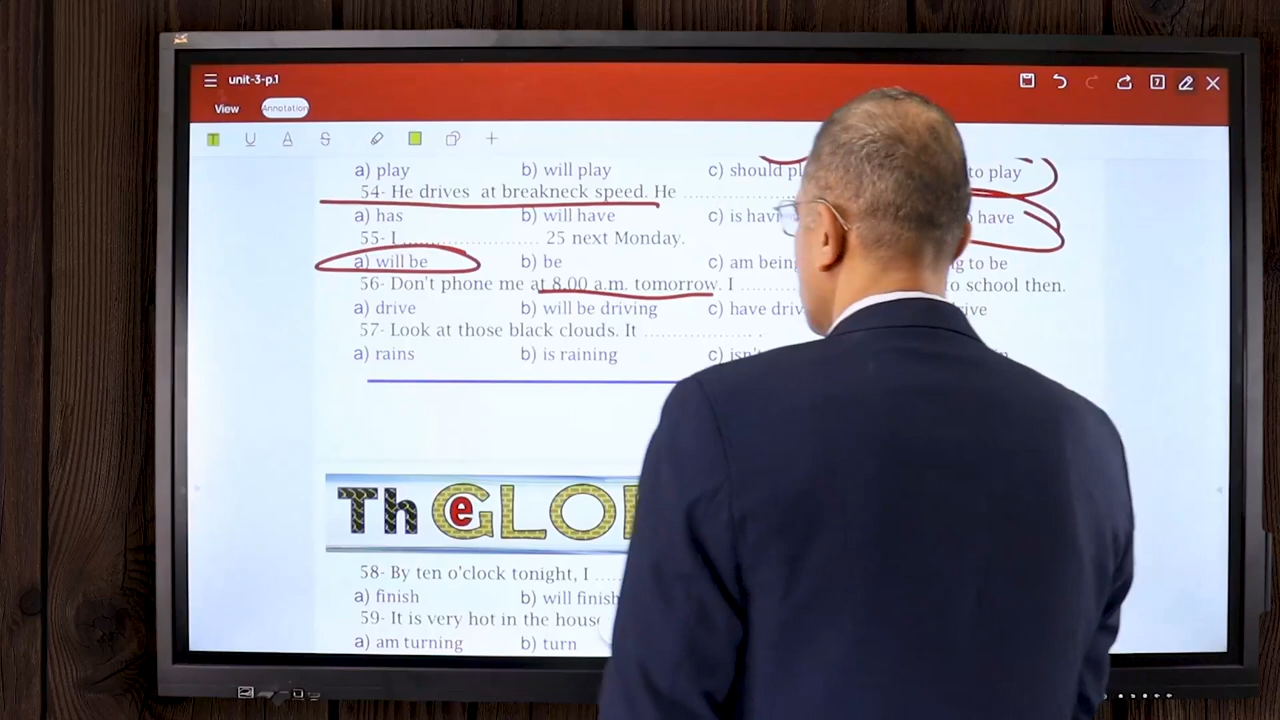 unit-3-p.1
View Annotation
a) play b) will play c) should pl to play
54- He drives at breakneck speed. He ....................
a) has b) will have c) is havi have
55- I ........................ 25 next Monday.
a) will be b) be c) am being to be
56- Don't phone me at 8.00 a.m. tomorrow. I .......... school then.
a) drive b) will be driving c) have driv
57- Look at those black clouds. It .................... .
a) rains b) is raining c) isn't
The GLO
58- By ten o'clock tonight, I .....
a) finish b) will finish
59- It is very hot in the house
a) am turning b) turn